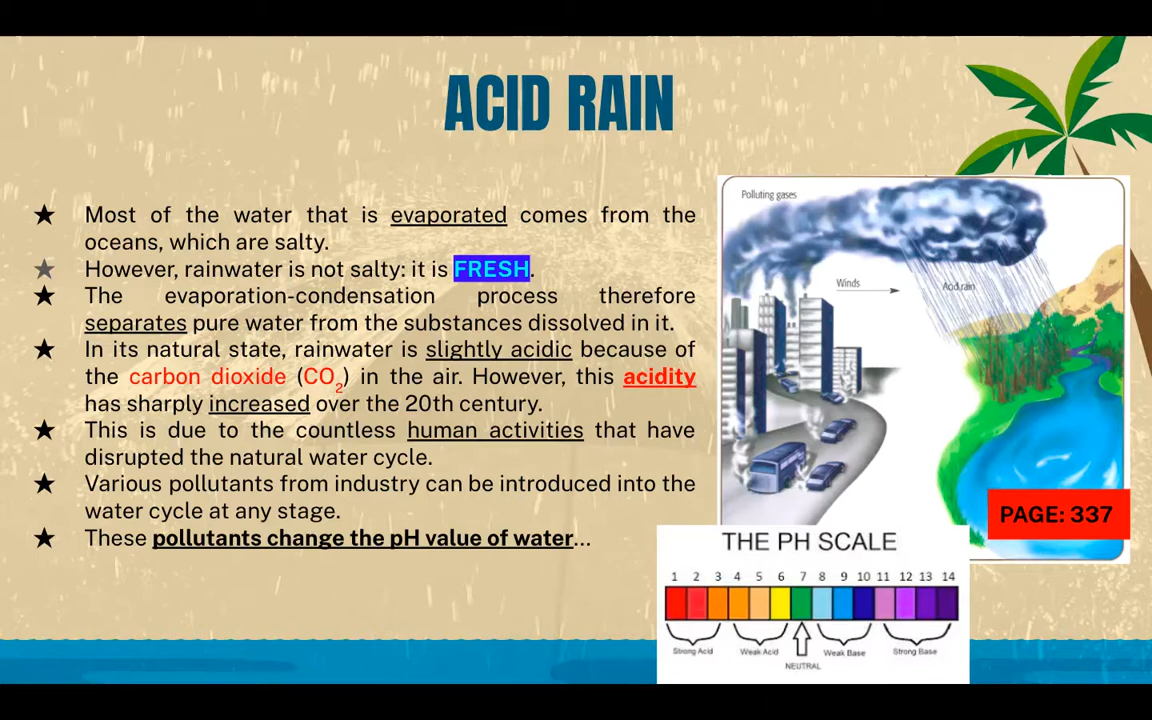 ACID RAIN
★ Most of the water that is evaporated comes from the
oceans, which are salty.
★ However, rainwater is not salty: it is FRESH.
★ The evaporation-condensation process therefore
separates pure water from the substances dissolved in it.
★ In its natural state, rainwater is slightly acidic because of
the carbon dioxide (CO₂) in the air. However, this acidity
has sharply increased over the 20th century.
★ This is due to the countless human activities that have
disrupted the natural water cycle.
★ Various pollutants from industry can be introduced into the
water cycle at any stage.
★ These pollutants change the pH value of water...
Polluting gases
Winds
Acid rain
PAGE: 337
THE PH SCALE
1 2 3 4 5 6 7 8 9 10 11 12 13 14
Strong Acid Weak Acid Weak Base Strong Base
NEUTRAL